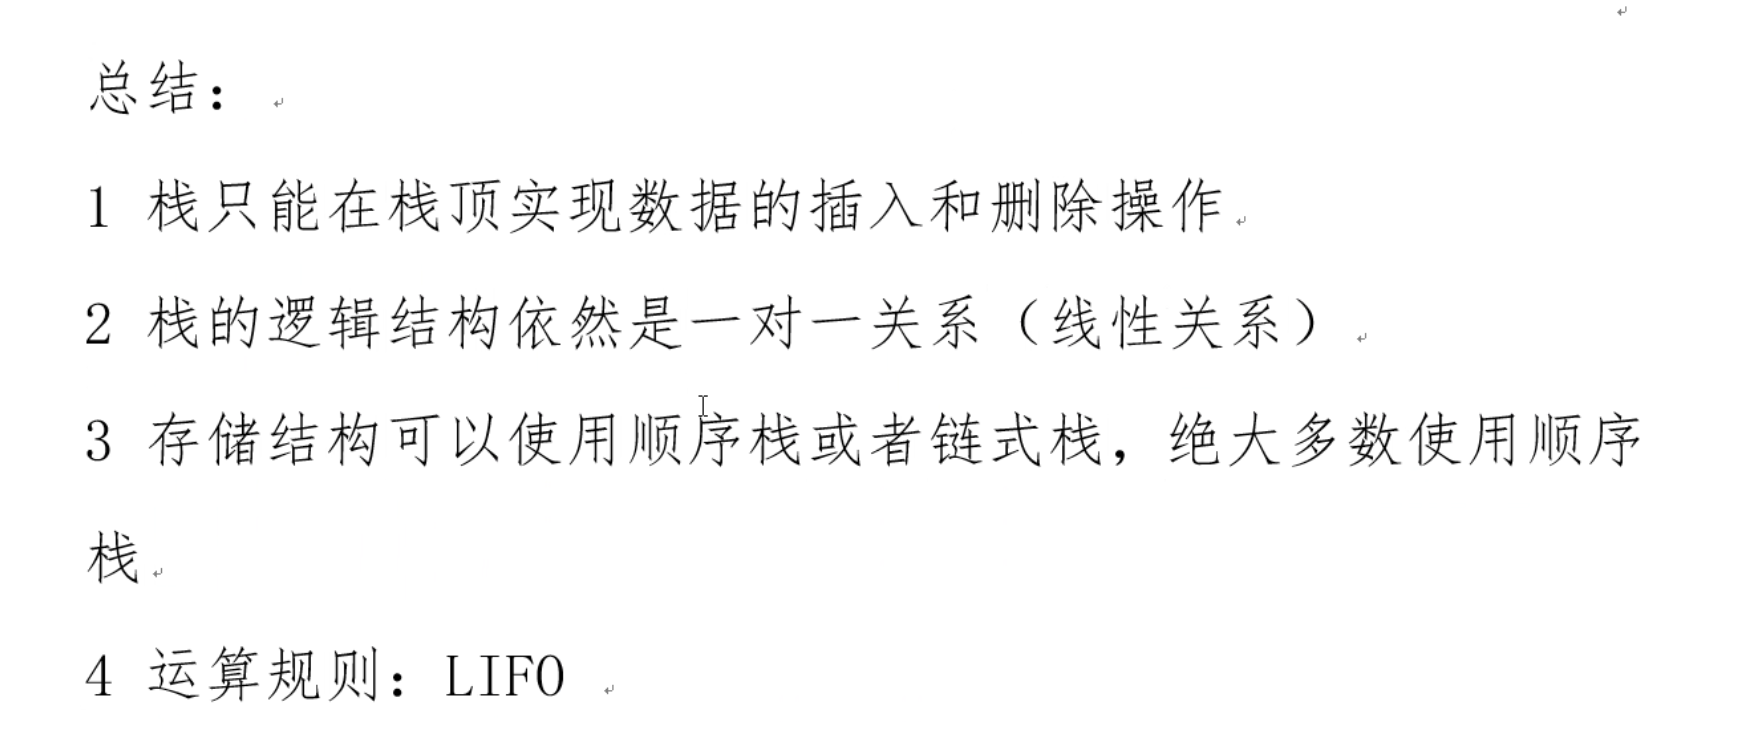 总结：
1 栈只能在栈顶实现数据的插入和删除操作
2 栈的逻辑结构依然是一对一关系（线性关系）
3 存储结构可以使用顺序栈或者链式栈，绝大多数使用顺序
栈
4 运算规则：LIFO